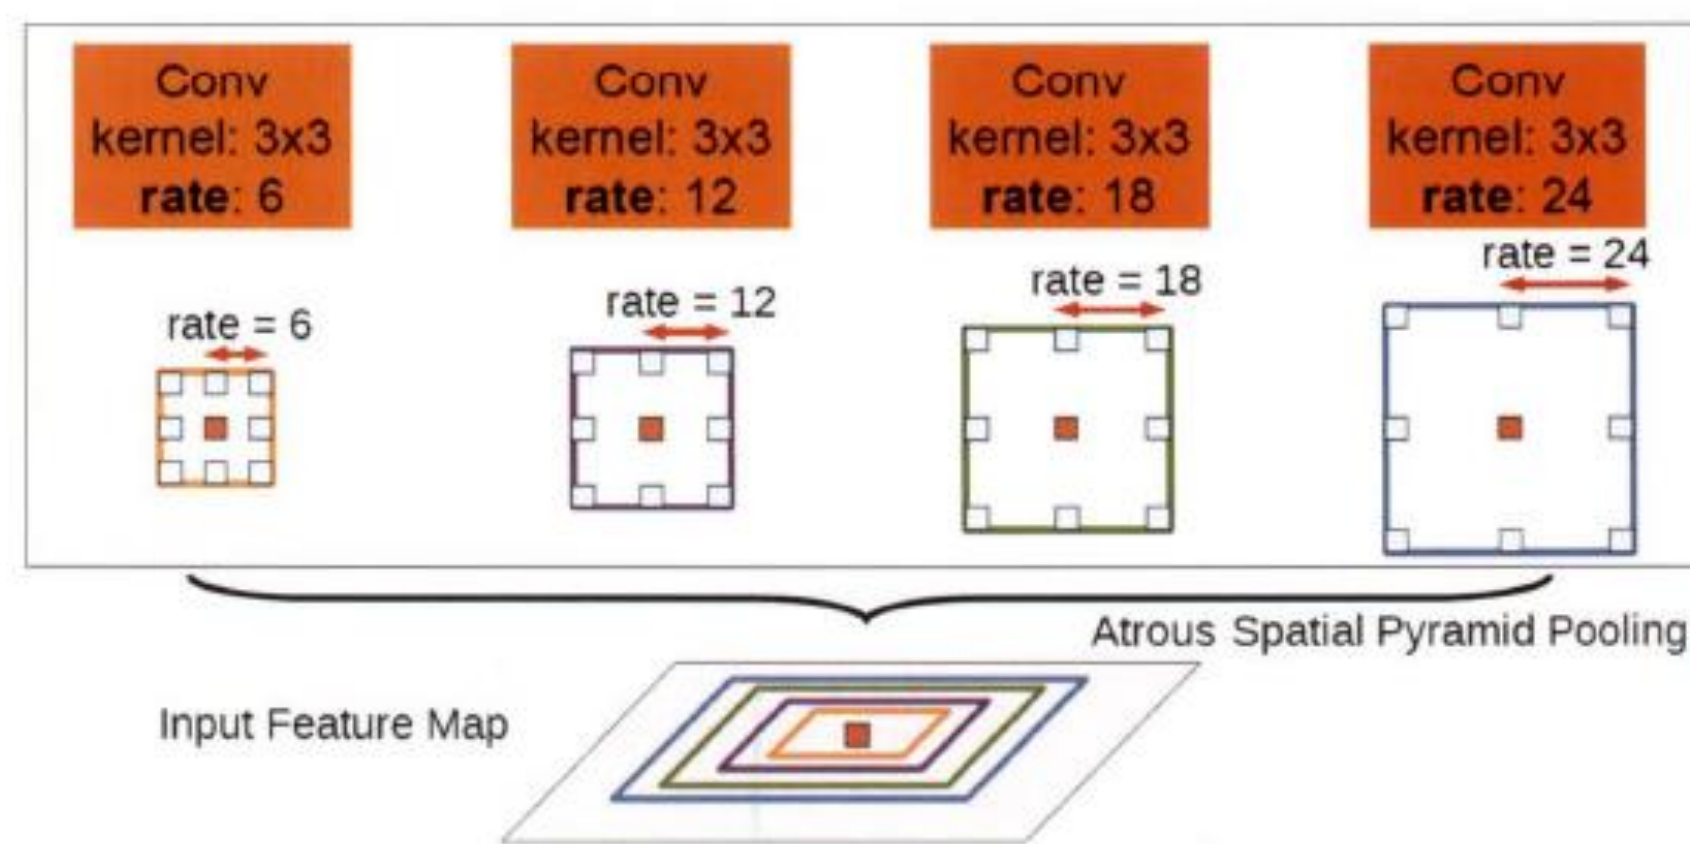 Conv
kernel: 3x3
rate: 6
Conv
kernel: 3x3
rate: 12
Conv
kernel: 3x3
rate: 18
Conv
kernel: 3x3
rate: 24
rate = 6
rate = 12
rate = 18
rate = 24
Atrous Spatial Pyramid Pooling
Input Feature Map